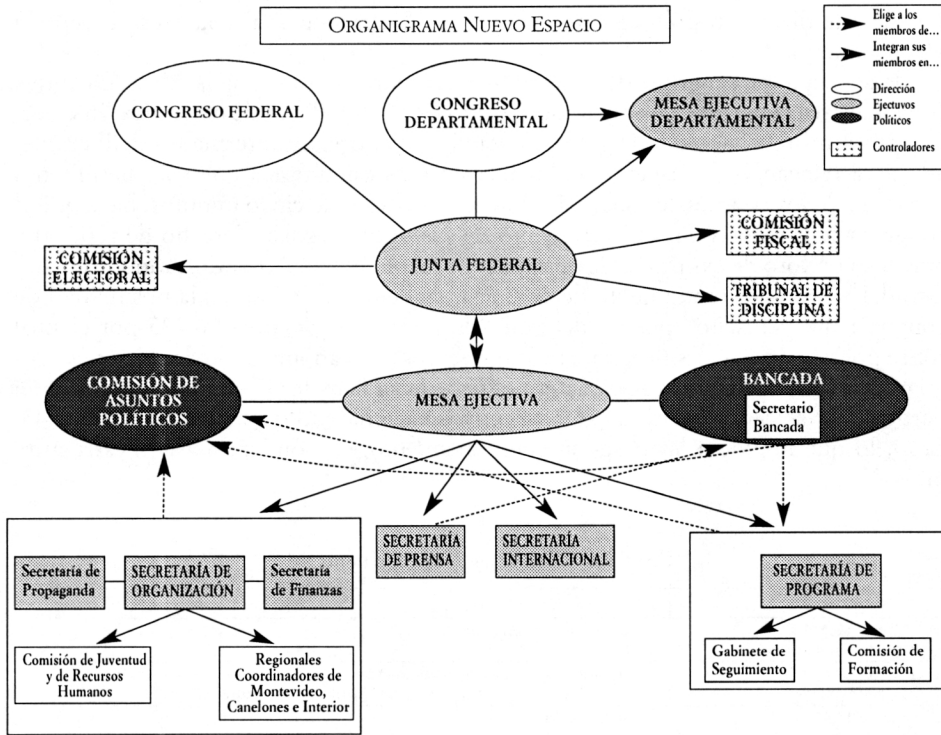 ORGANIGRAMA NUEVO ESPACIO
Elige a los
miembros de...
Integran sus
miembros en...
Dirección
Ejectuvos
Políticos
Controladores
CONGRESO FEDERAL
CONGRESO
DEPARTAMENTAL
MESA EJECUTIVA
DEPARTAMENTAL
COMISIÓN
ELECTORAL
JUNTA FEDERAL
COMISIÓN
FISCAL
TRIBUNAL DE
DISCIPLINA
COMISIÓN DE
ASUNTOS
POLÍTICOS
MESA EJECTIVA
BANCADA
Secretario
Bancada
Secretaría de
Propaganda
SECRETARÍA DE
ORGANIZACIÓN
Secretaría
de Finanzas
Comisión de Juventud
y de Recursos
Humanos
Regionales
Coordinadores de
Montevideo,
Canelones e Interior
SECRETARÍA
DE PRENSA
SECRETARÍA
INTERNACIONAL
SECRETARÍA DE
PROGRAMA
Gabinete de
Seguimiento
Comisión de
Formación